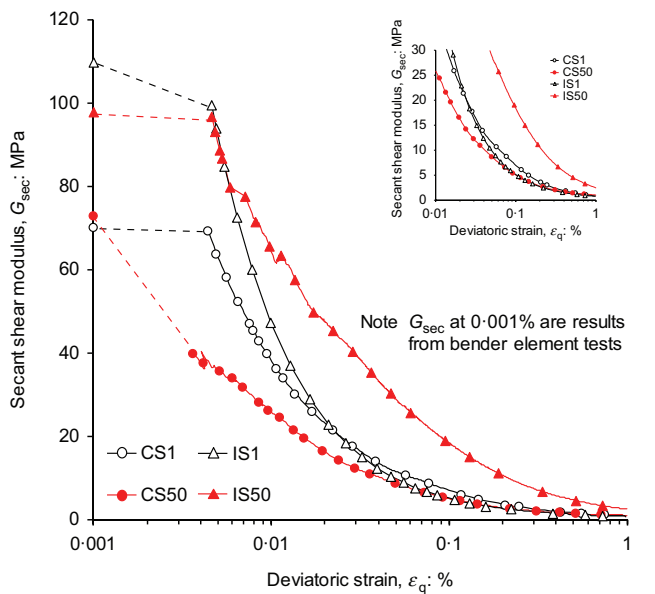 120
100
80
60
40
20
0
Secant shear modulus, Gsec: MPa
0·001
0·01
0·1
1
Deviatoric strain, εq: %
CS1
IS1
CS50
IS50
Note Gsec at 0·001% are results
from bender element tests
30
25
20
15
10
5
0
Secant shear modulus, Gsec: MPa
0·01
0·1
1
Deviatoric strain, εq: %
CS1
CS50
IS1
IS50